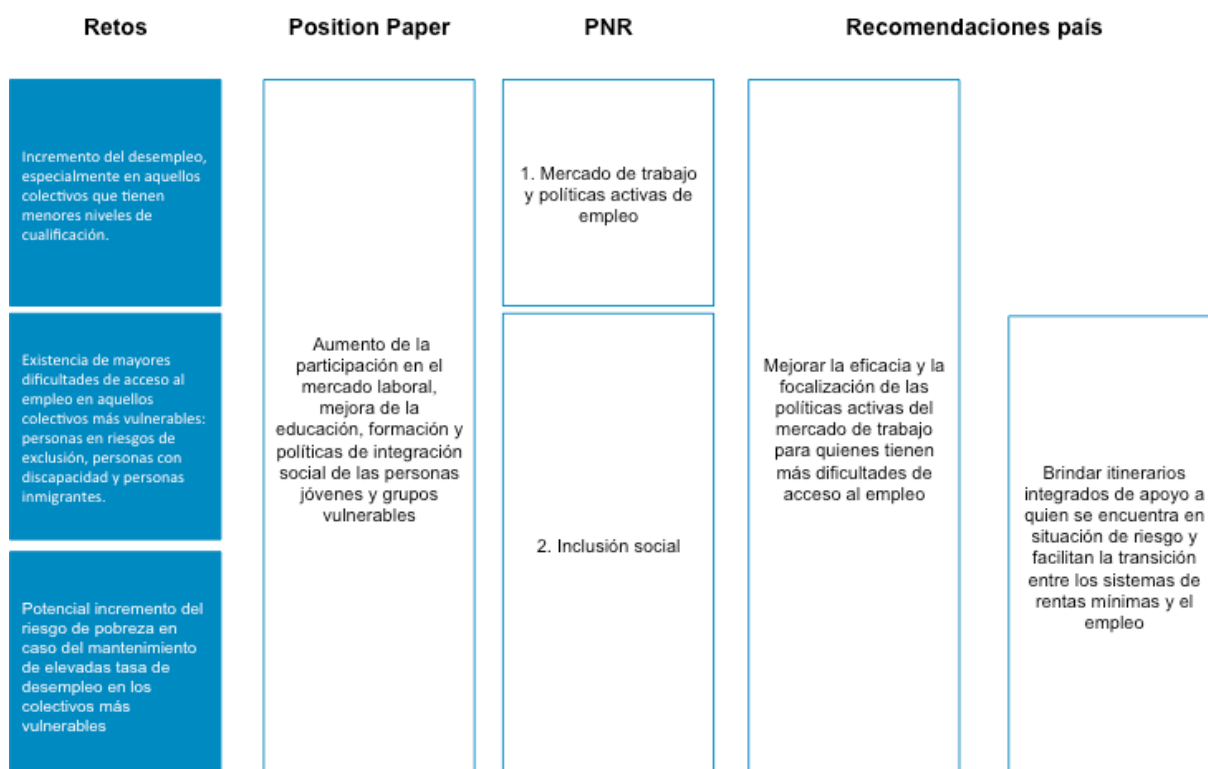 Retos
Position Paper
PNR
Recomendaciones país
Incremento del desempleo,
especialmente en aquellos
colectivos que tienen
menores niveles de
cualificación.
Existencia de mayores
dificultades de acceso al
empleo en aquellos
colectivos más vulnerables:
personas en riesgos de
exclusión, personas con
discapacidad y personas
inmigrantes.
Potencial incremento del
riesgo de pobreza en
caso del mantenimiento
de elevadas tasa de
desempleo en los
colectivos más
vulnerables
Aumento de la
participación en el
mercado laboral,
mejora de la
educación, formación y
políticas de integración
social de las personas
jóvenes y grupos
vulnerables
1. Mercado de trabajo
y políticas activas de
empleo
2. Inclusión social
Mejorar la eficacia y la
focalización de las
políticas activas del
mercado de trabajo
para quienes tienen
más dificultades de
acceso al empleo
Brindar itinerarios
integrados de apoyo a
quien se encuentra en
situación de riesgo y
facilitan la transición
entre los sistemas de
rentas mínimas y el
empleo